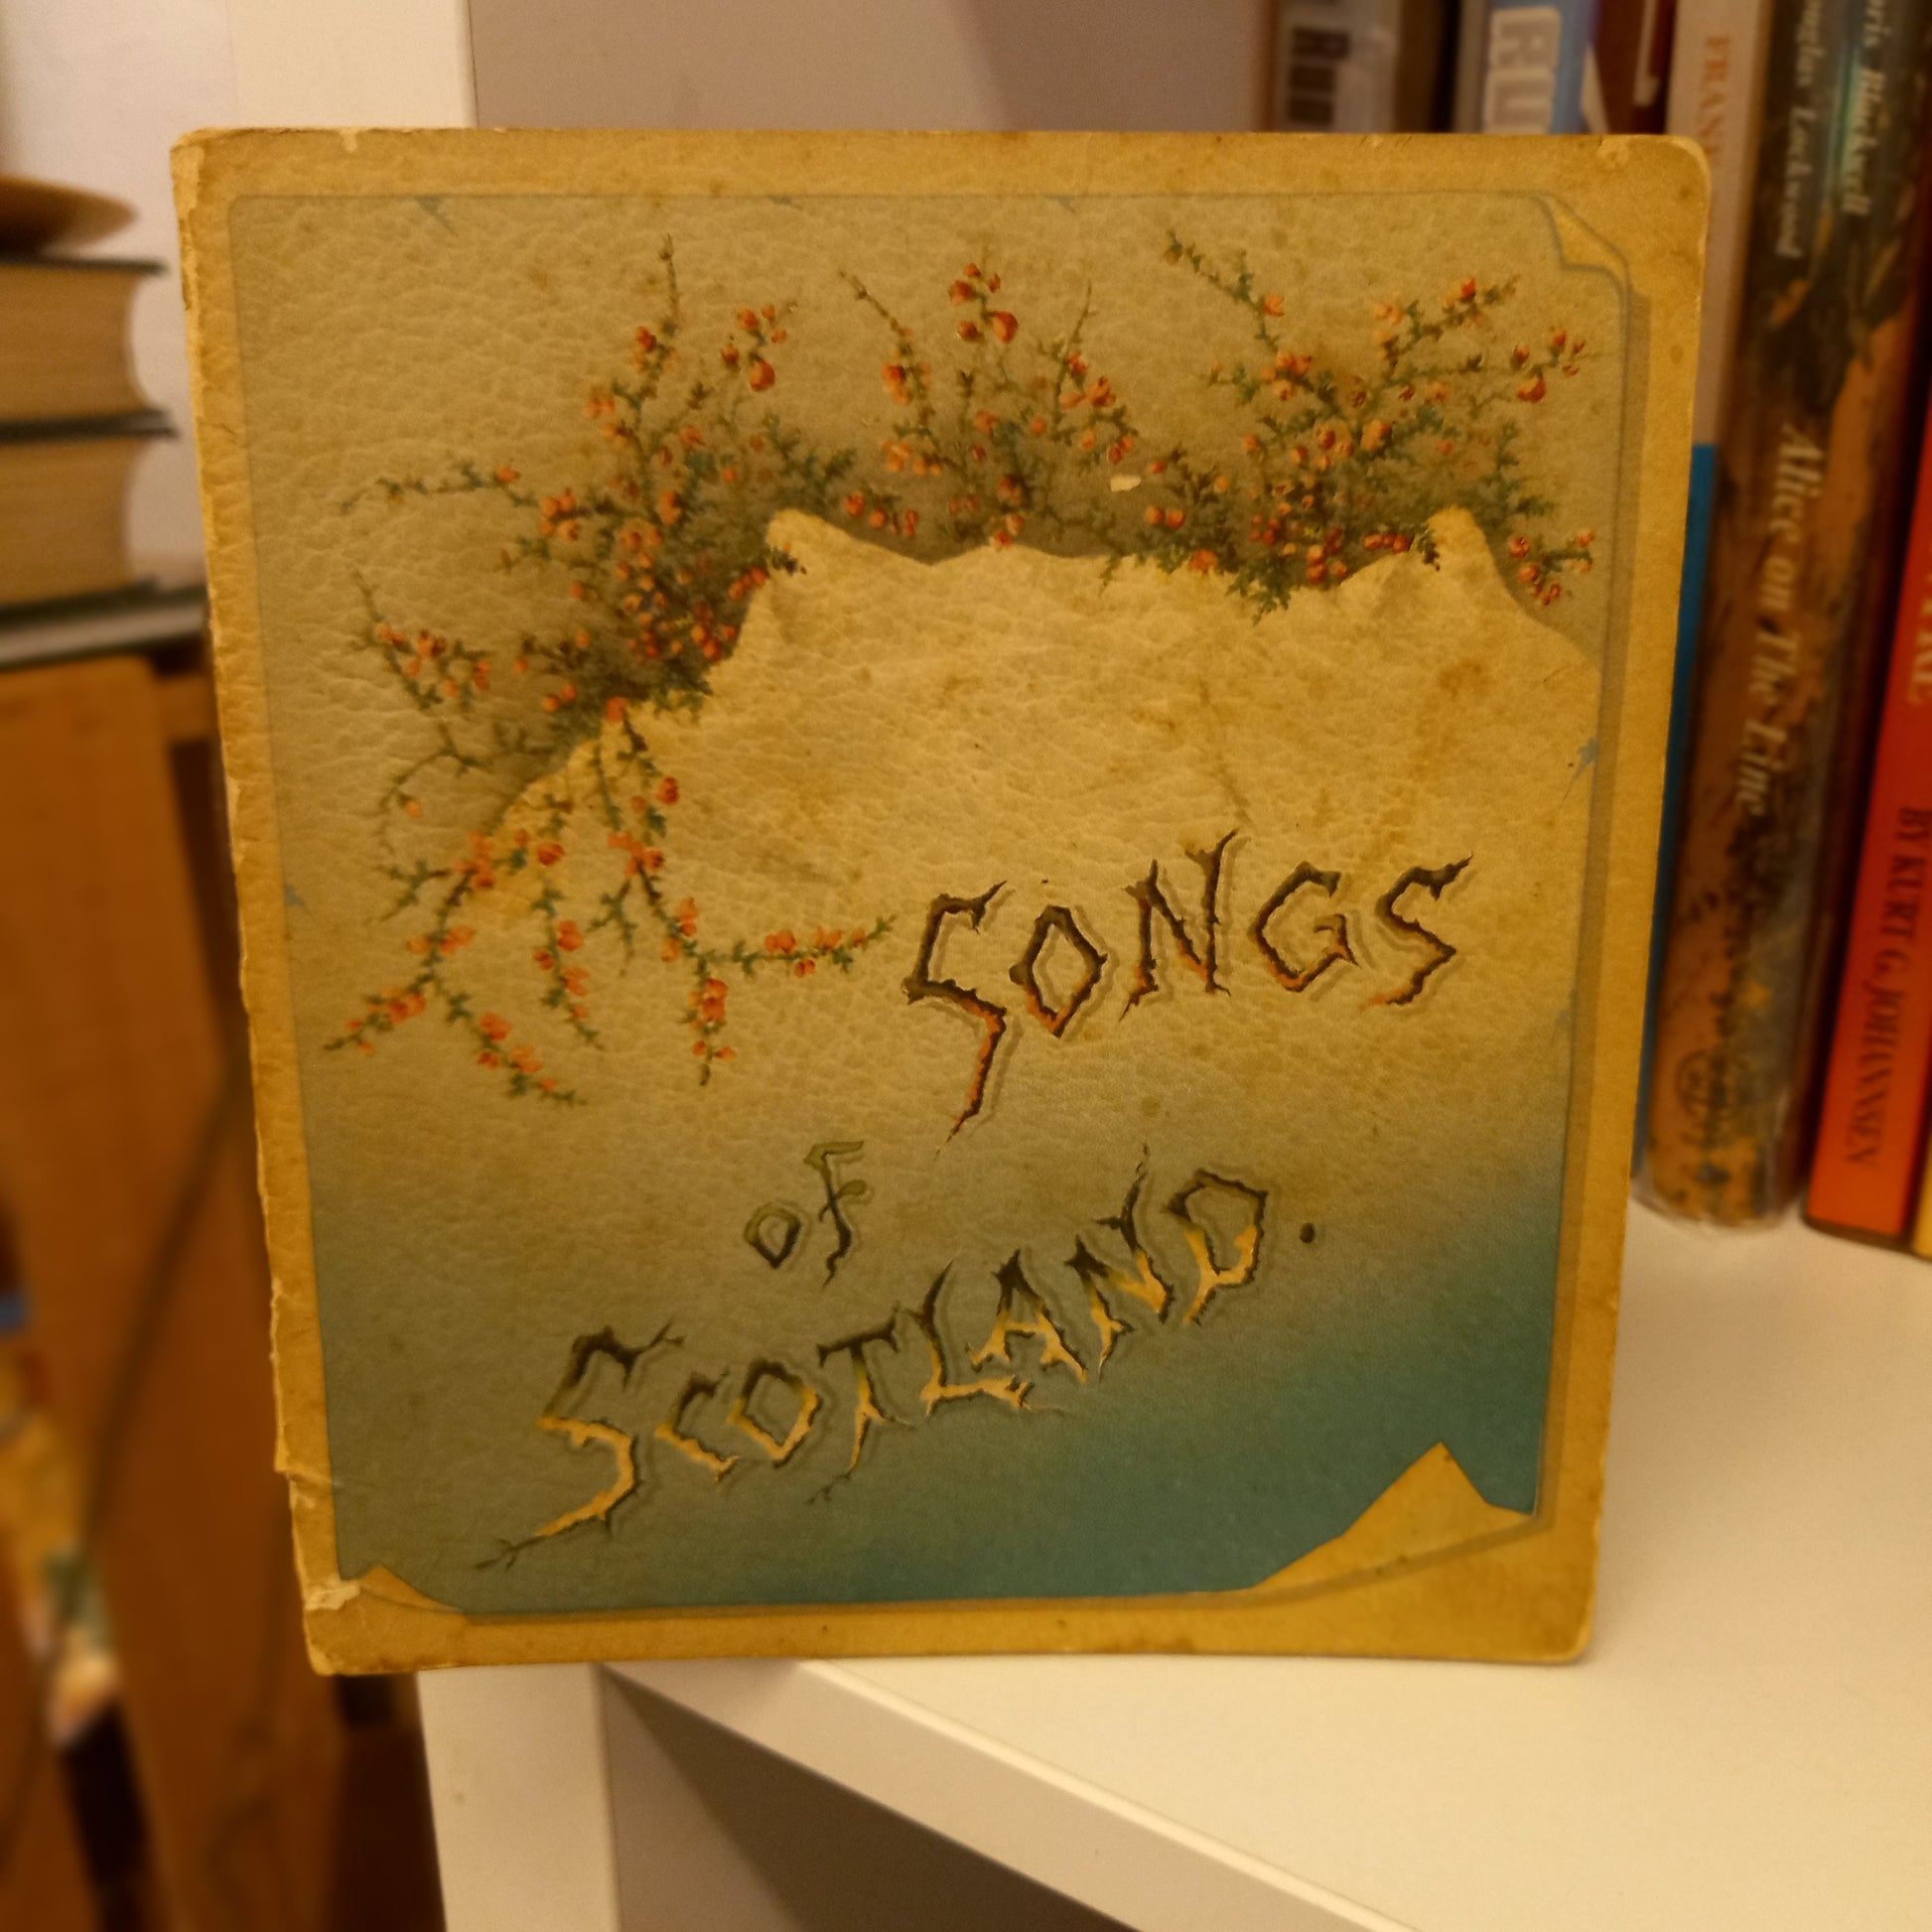 SONGS
of
SCOTLAND.
Alice on The Line
BY KURT G. JOHANNSEN